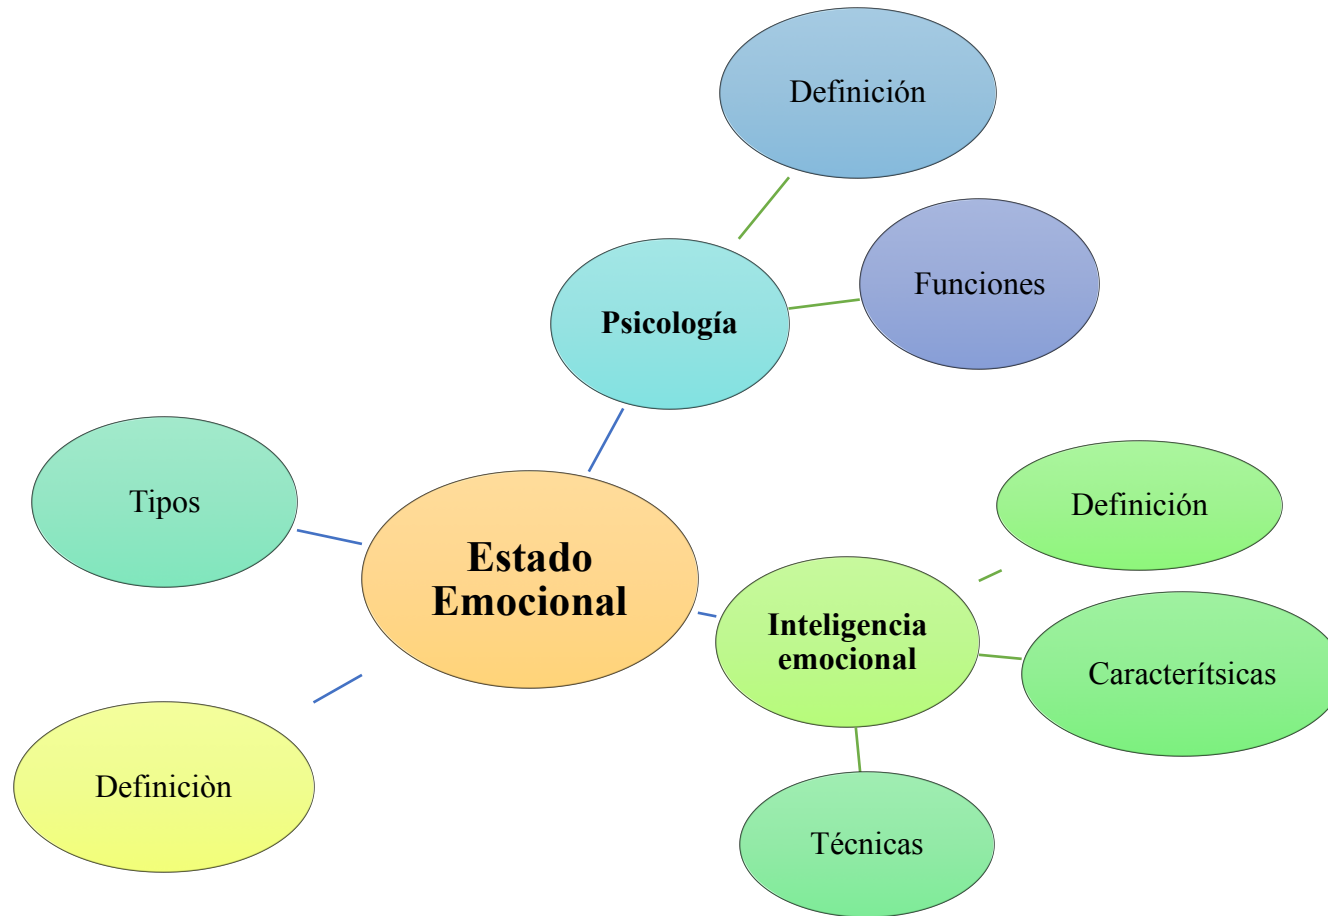 Definición
Funciones
Psicología
Tipos
Definición
Estado
Emocional
Inteligencia
emocional
Caracterítsicas
Definiciòn
Técnicas